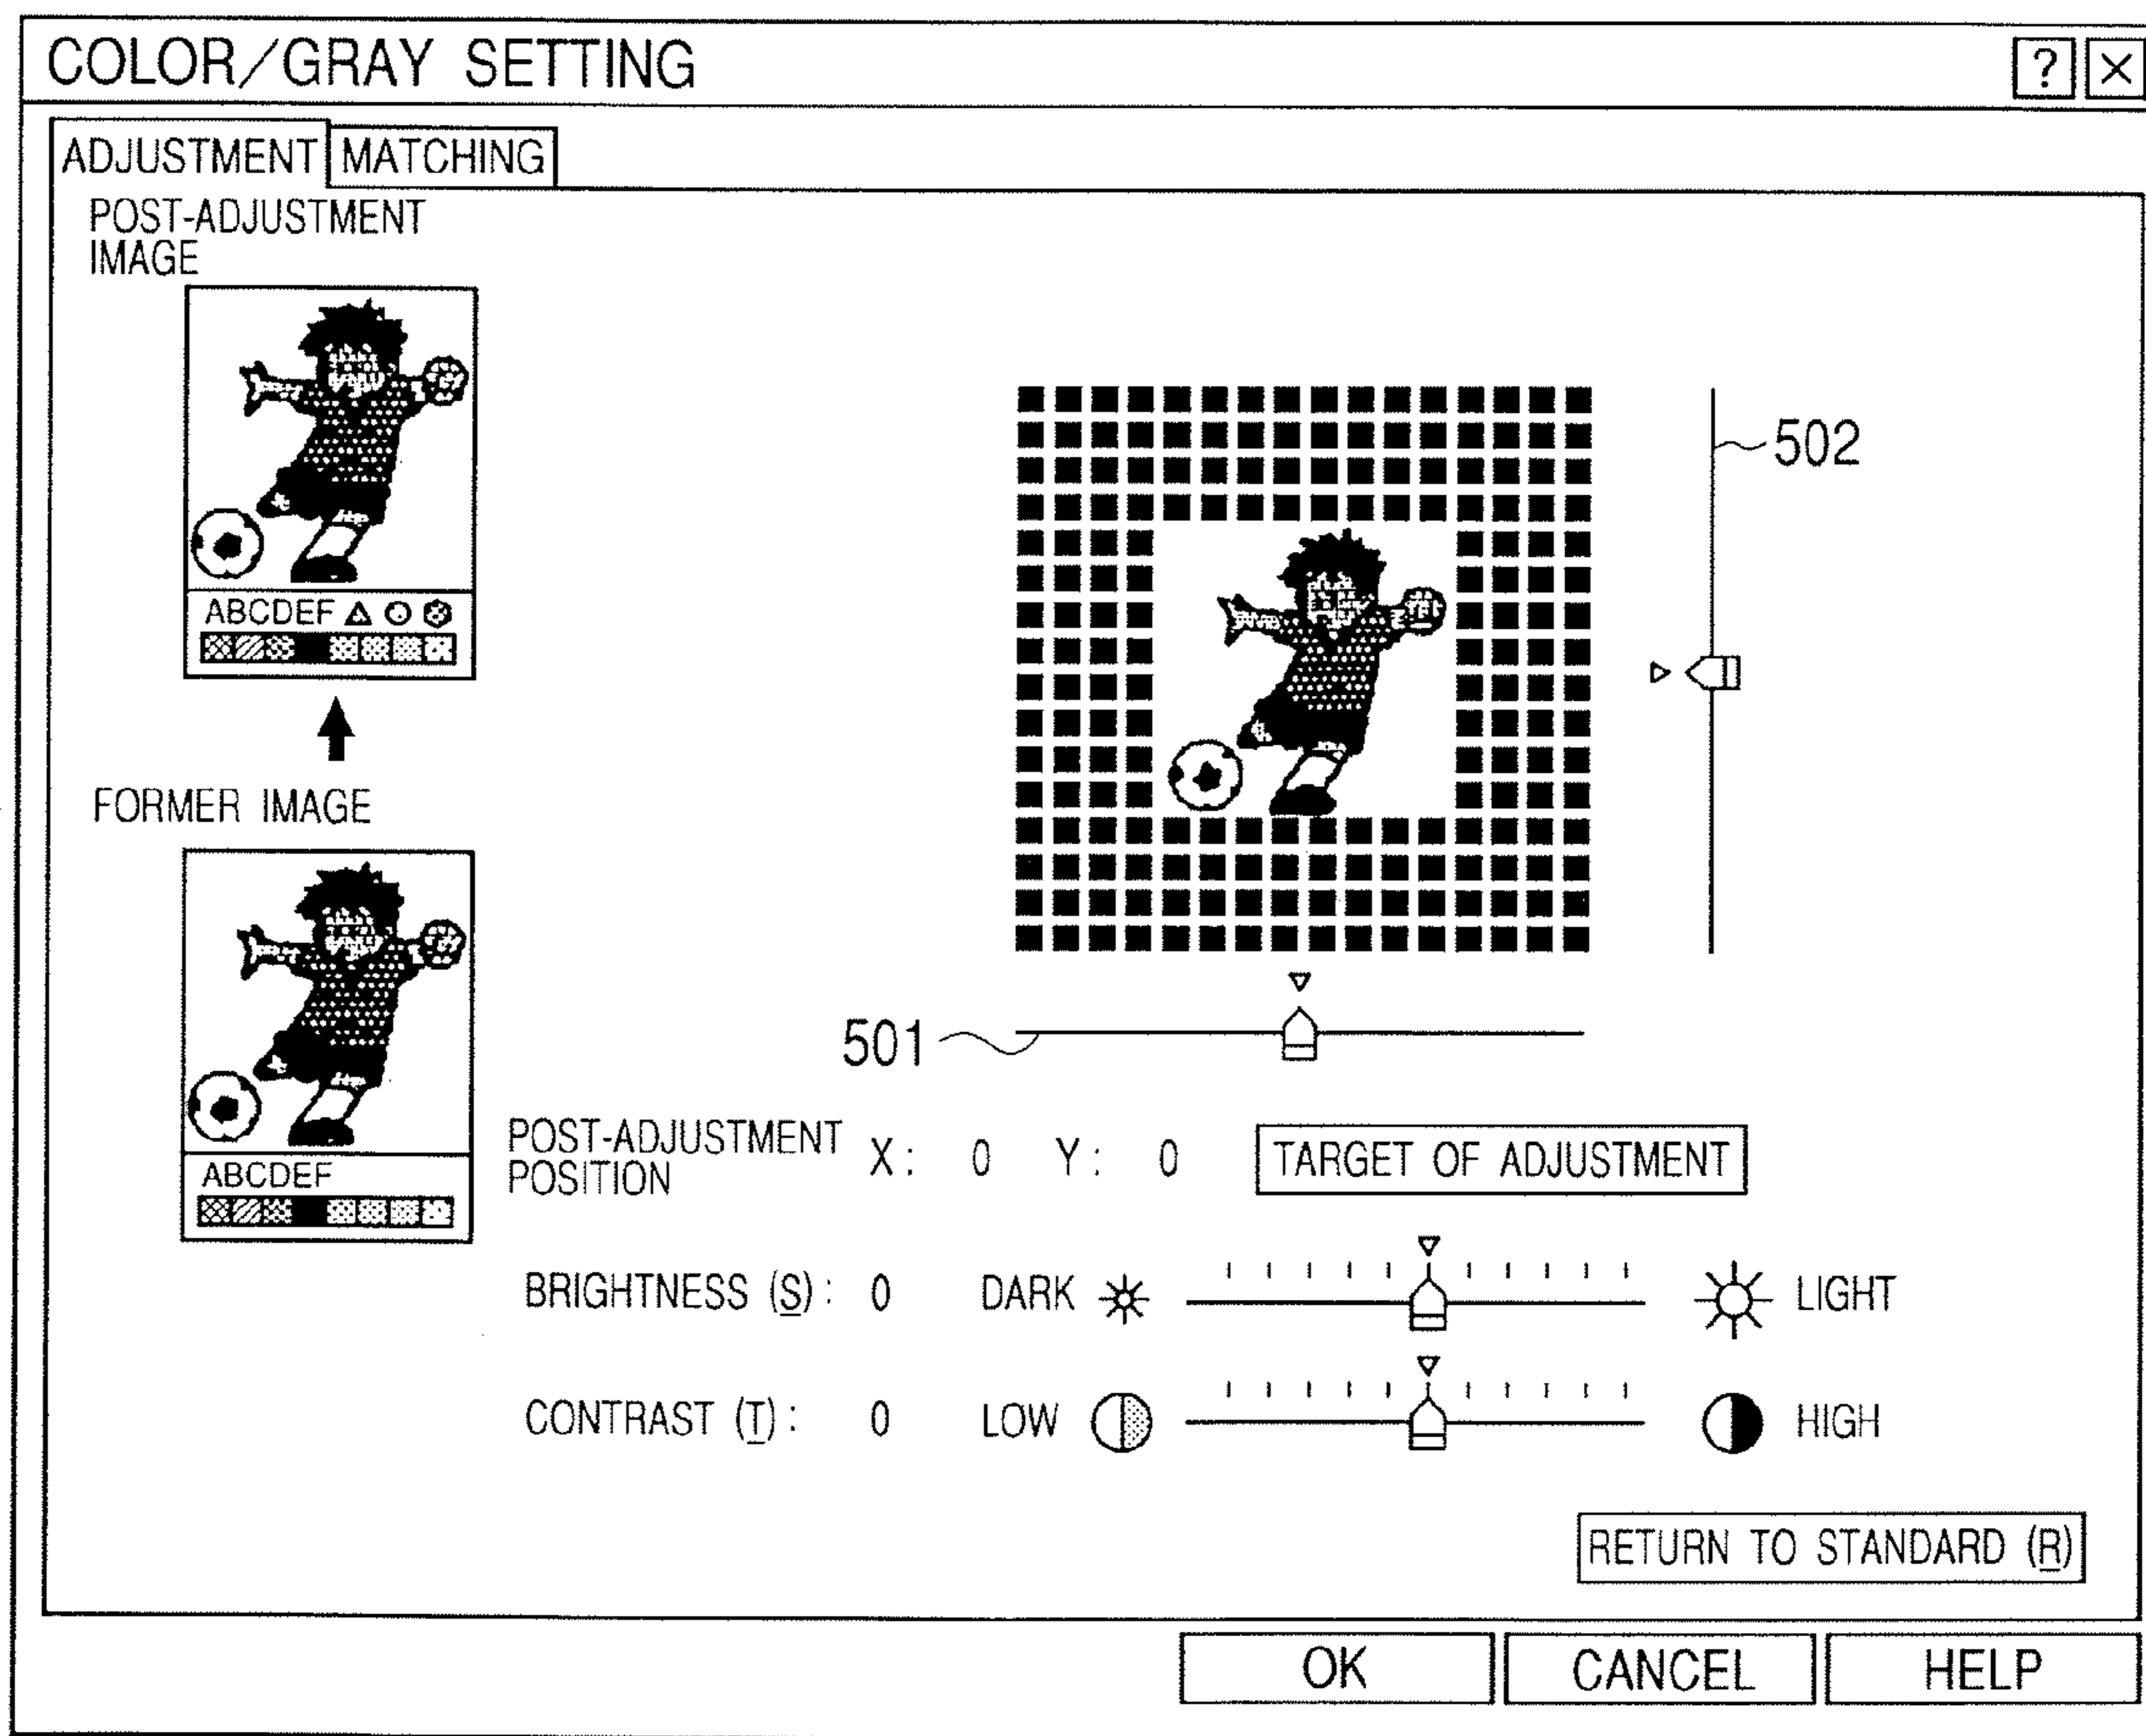 COLOR/GRAY SETTING
? ×
ADJUSTMENT MATCHING
POST-ADJUSTMENT
IMAGE
ABCDEF
FORMER IMAGE
ABCDEF
502
501
POST-ADJUSTMENT
POSITION
X: 0 Y: 0
TARGET OF ADJUSTMENT
BRIGHTNESS (S): 0 DARK LIGHT
CONTRAST (T): 0 LOW HIGH
RETURN TO STANDARD (R)
OK CANCEL HELP